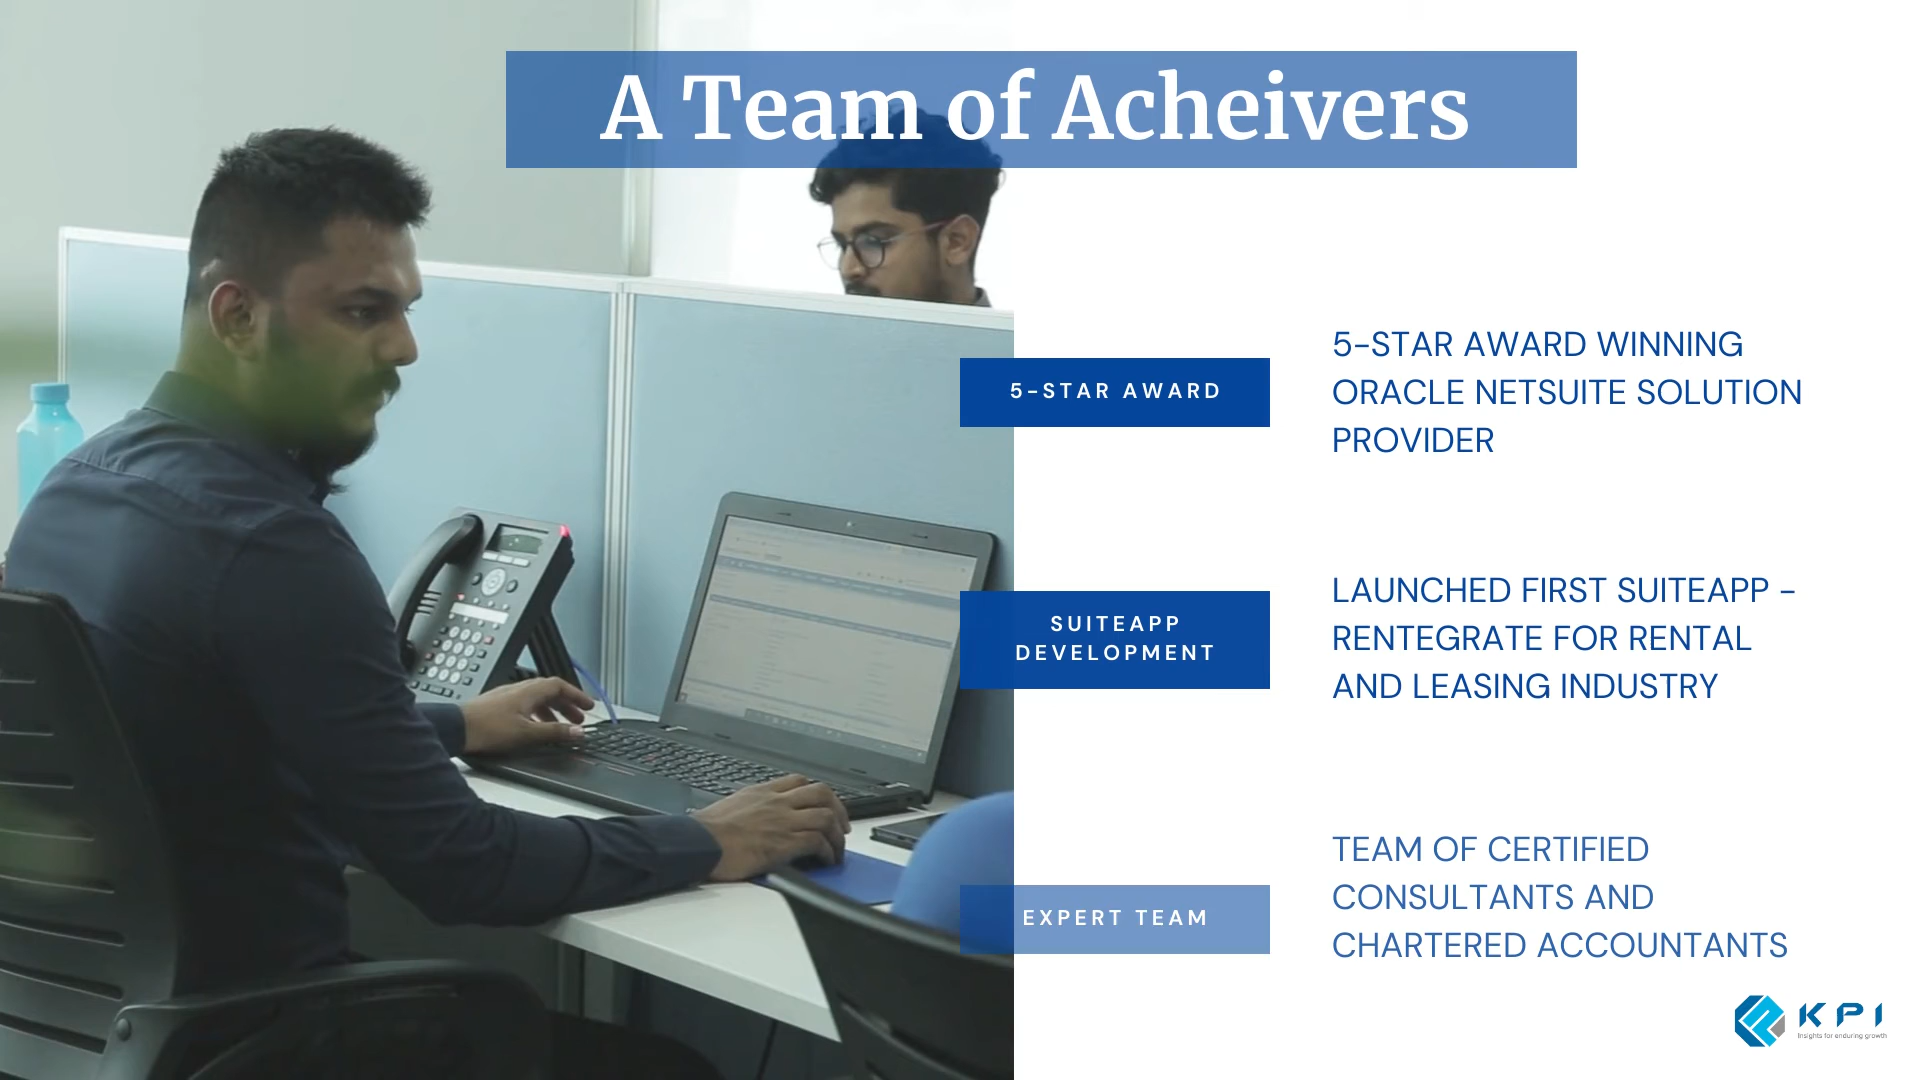 A Team of Acheivers
5-STAR AWARD
5-STAR AWARD WINNING
ORACLE NETSUITE SOLUTION
PROVIDER
SUITEAPP
DEVELOPMENT
LAUNCHED FIRST SUITEAPP -
RENTEGRATE FOR RENTAL
AND LEASING INDUSTRY
EXPERT TEAM
TEAM OF CERTIFIED
CONSULTANTS AND
CHARTERED ACCOUNTANTS
KPI
Insights for enduring growth